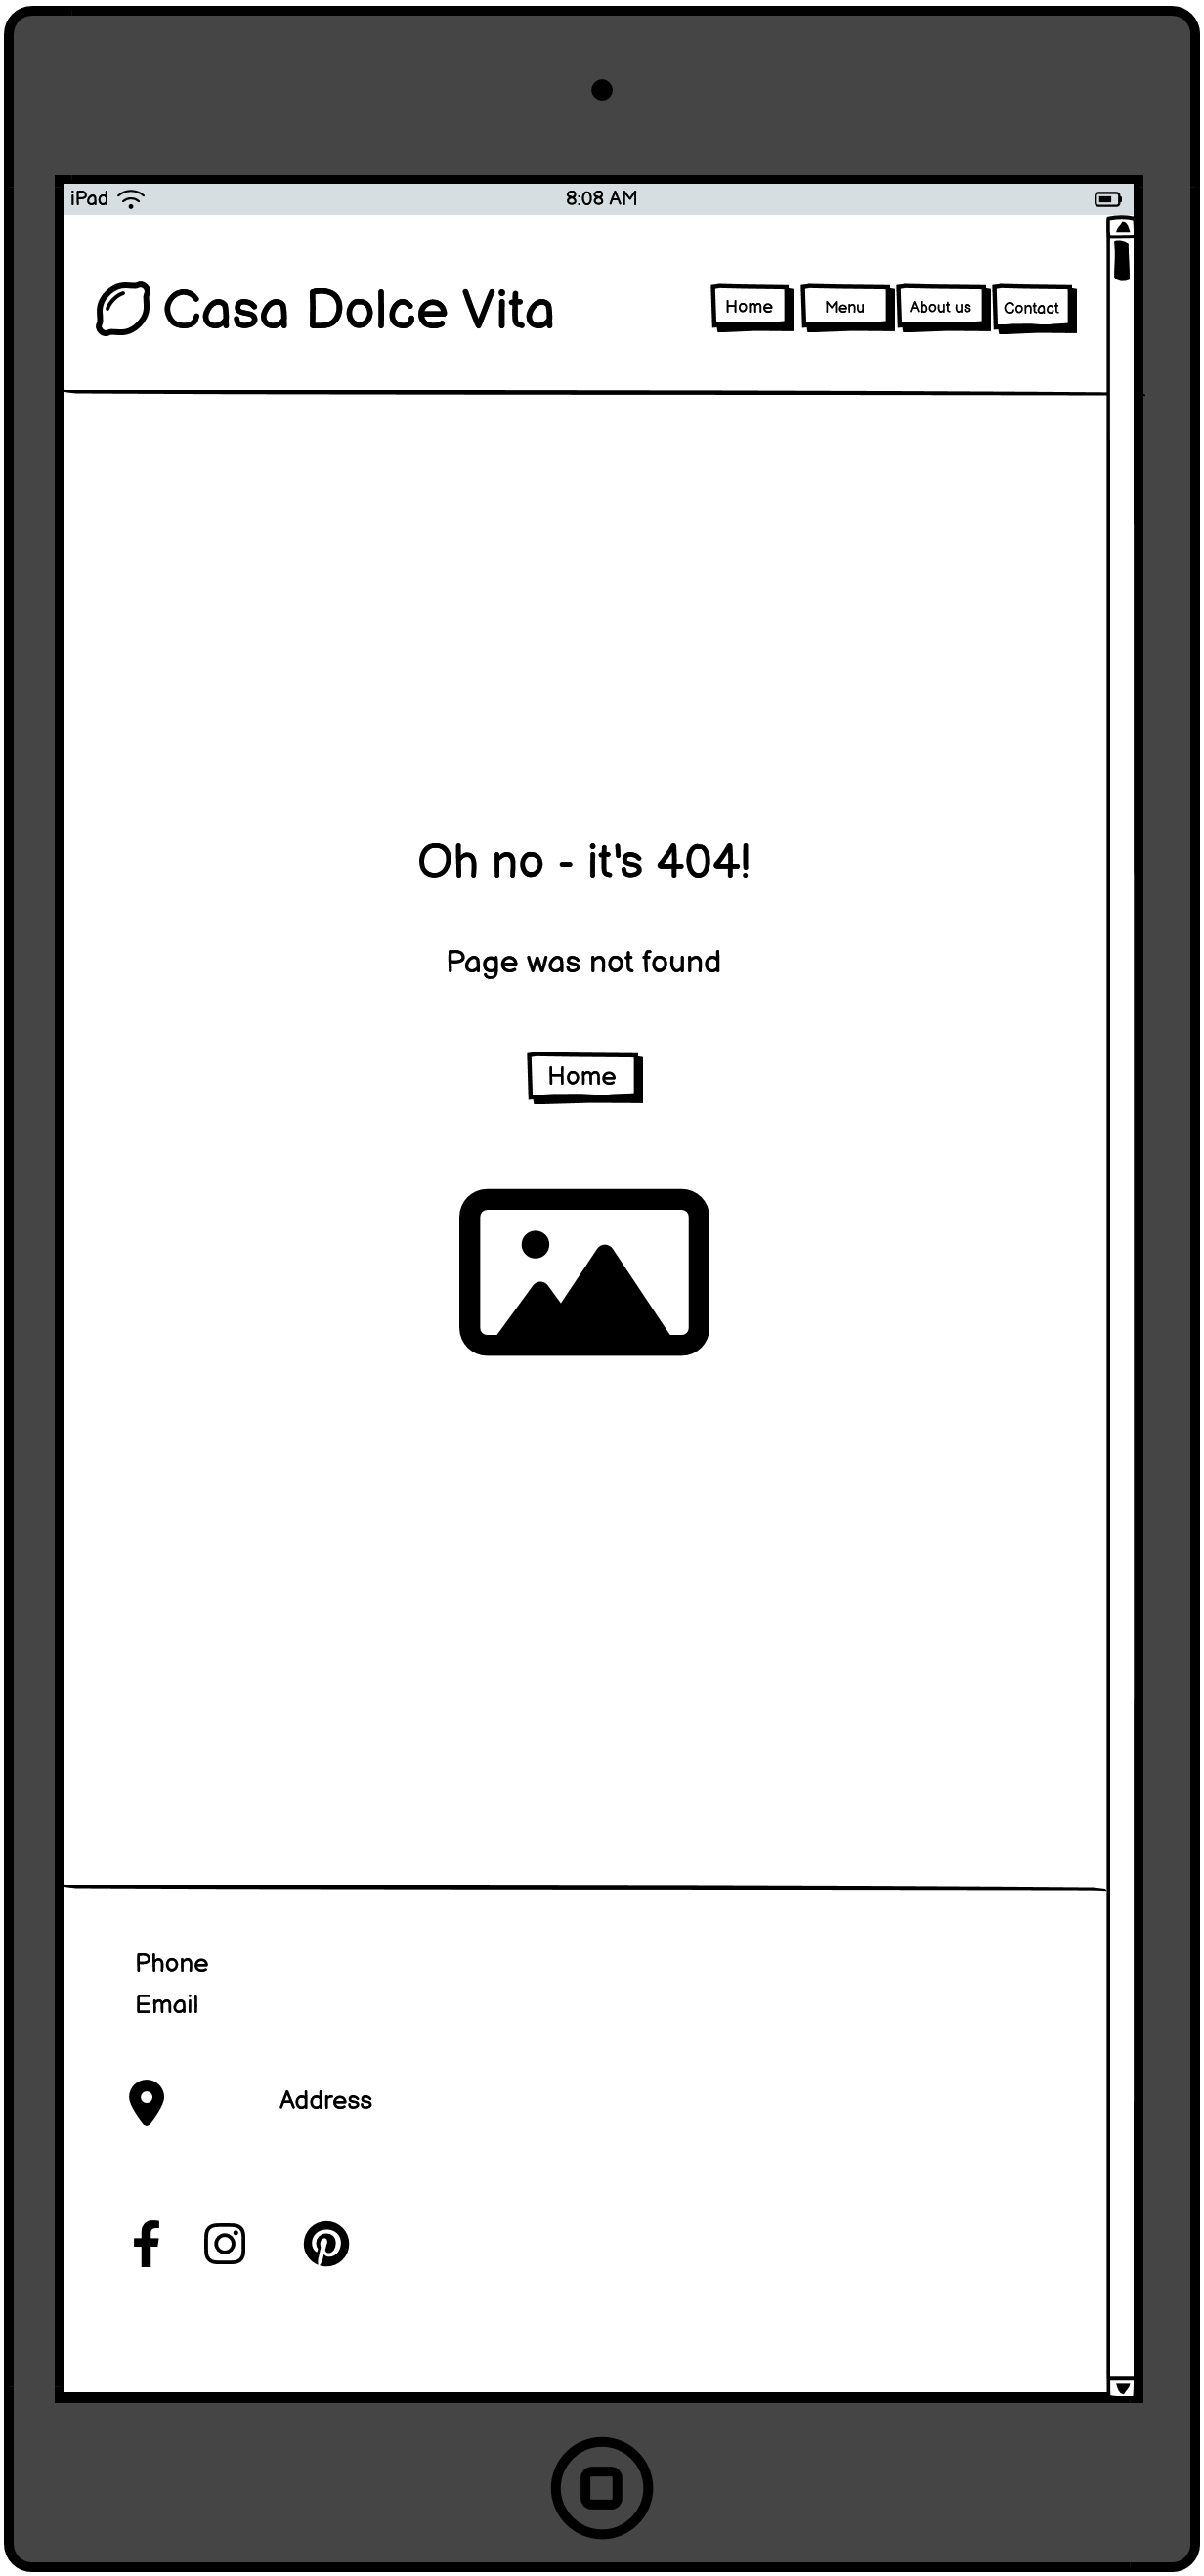 iPad 8:08 AM
Casa Dolce Vita
Home Menu About us Contact
Oh no - it's 404!
Page was not found
Home
Phone
Email
Address